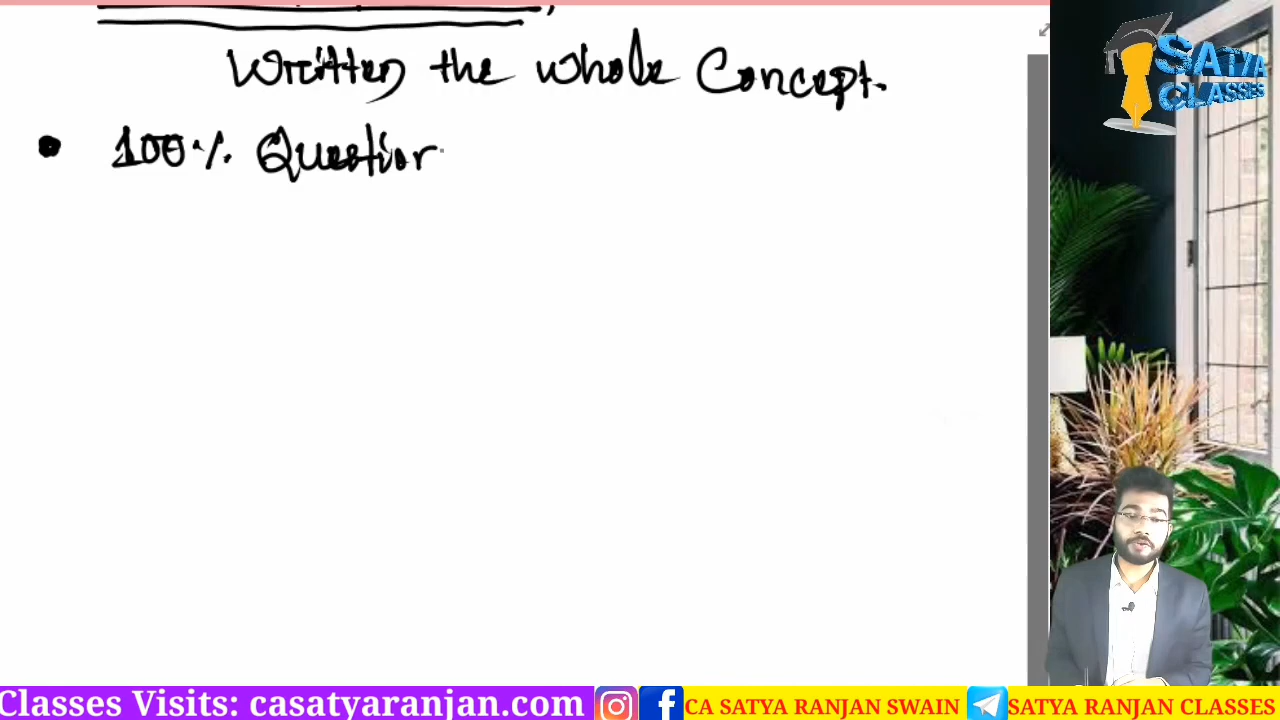 Written the whole Concept.
• 100% Question
SATYA
CLASSES
Classes Visits: casatyaranjan.com
CA SATYA RANJAN SWAIN
SATYA RANJAN CLASSES